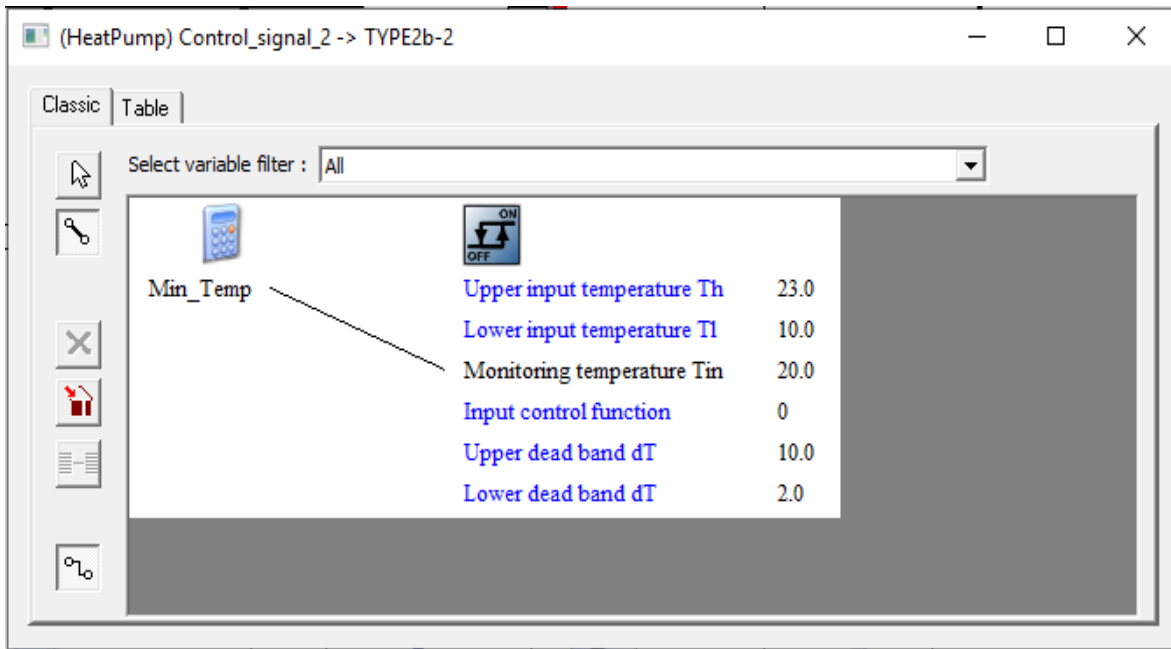 (HeatPump) Control_signal_2 -> TYPE2b-2
Classic Table
Select variable filter : All
ON
OFF
Min_Temp Upper input temperature Th 23.0
Lower input temperature Tl 10.0
Monitoring temperature Tin 20.0
Input control function 0
Upper dead band dT 10.0
Lower dead band dT 2.0